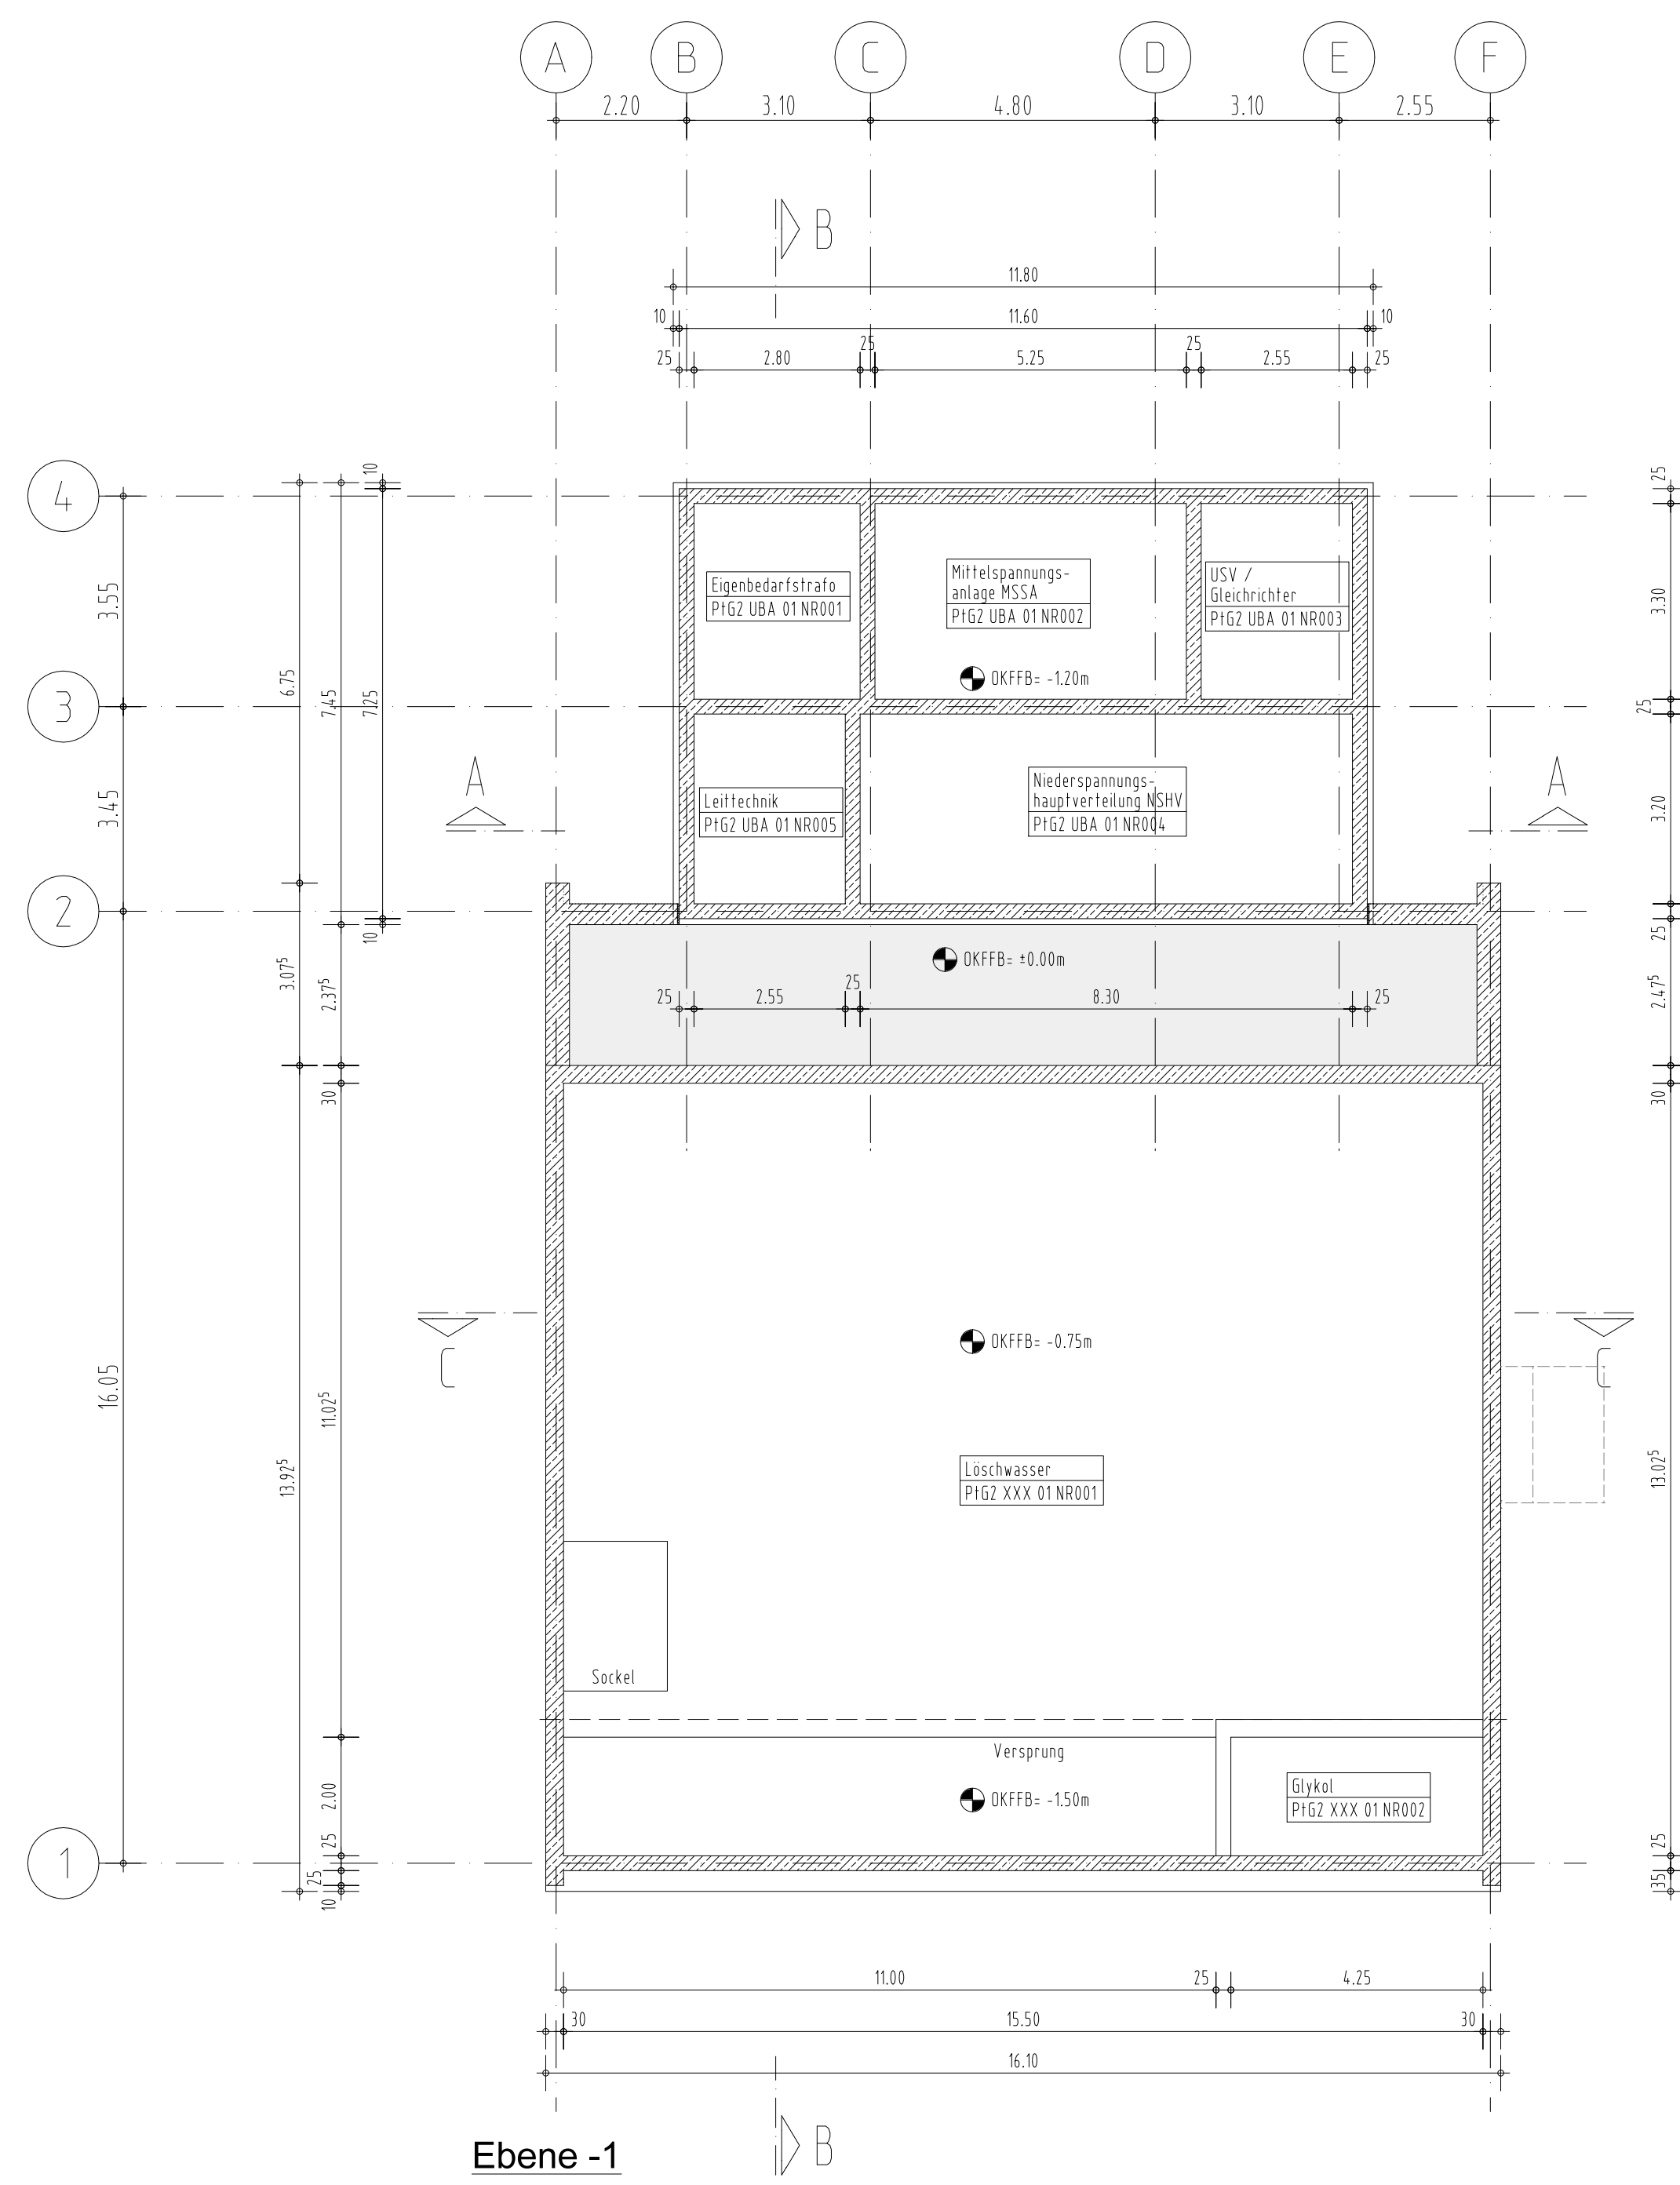 A B C D E F
2.20 3.10 4.80 3.10 2.55
B
11.80
10 11.60 10
25 2.80 25 5.25 25 2.55 25
4
3
2
1
3.55
3.45
16.05
6.75
3.07⁵
13.92⁵
7.45
2.37⁵
30
11.02⁵
2.00
25
25
10
10
7.25
10
25
3.30
25
3.20
25
2.47⁵
30
13.02⁵
25
35
Eigenbedarfstrafo
PtG2 UBA 01 NR001
Mittelspannungs-
anlage MSSA
PtG2 UBA 01 NR002
USV /
Gleichrichter
PtG2 UBA 01 NR003
OKFFB= -1.20m
A A
Leittechnik
PtG2 UBA 01 NR005
Niederspannungs-
hauptverteilung NSHV
PtG2 UBA 01 NR004
OKFFB= ±0.00m
25 2.55 25 8.30 25
OKFFB= -0.75m
C C
Löschwasser
PtG2 XXX 01 NR001
Sockel
Versprung
OKFFB= -1.50m
Glykol
PtG2 XXX 01 NR002
11.00 25 4.25
30 15.50 30
16.10
B
Ebene -1